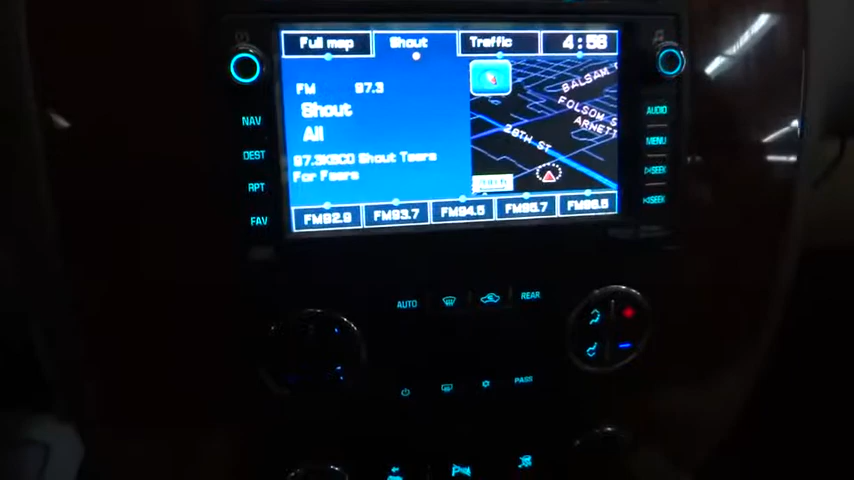 Full map
Shout
Traffic
4:56
FM 97.3
Shout
All
97.3KBCO Shout Tears
For Fears
BALSAM
FOLSOM S
ARNETT
28TH ST
NAV
DEST
RPT
FAV
AUDIO
MENU
SEEK
SEEK
FM92.9
FM93.7
FM94.5
FM95.7
FM96.5
AUTO
REAR
PASS